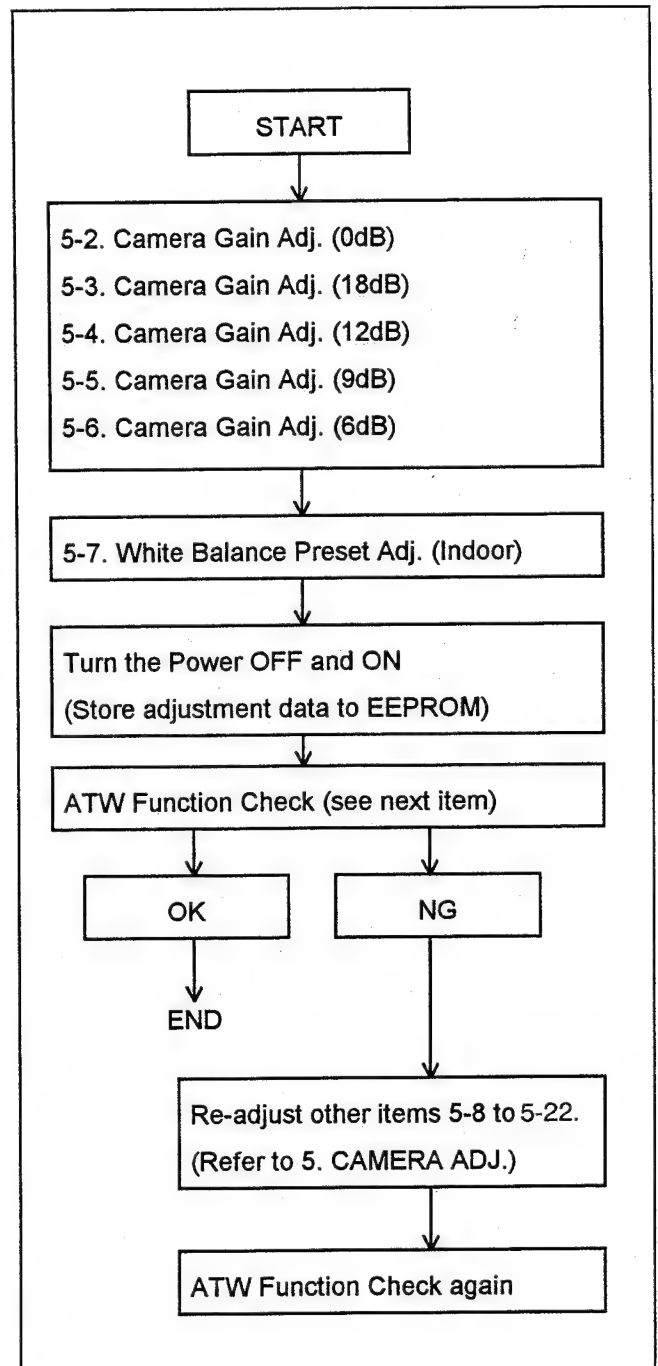 START
5-2. Camera Gain Adj. (0dB)
5-3. Camera Gain Adj. (18dB)
5-4. Camera Gain Adj. (12dB)
5-5. Camera Gain Adj. (9dB)
5-6. Camera Gain Adj. (6dB)
5-7. White Balance Preset Adj. (Indoor)
Turn the Power OFF and ON
(Store adjustment data to EEPROM)
ATW Function Check (see next item)
OK
NG
END
Re-adjust other items 5-8 to 5-22.
(Refer to 5. CAMERA ADJ.)
ATW Function Check again